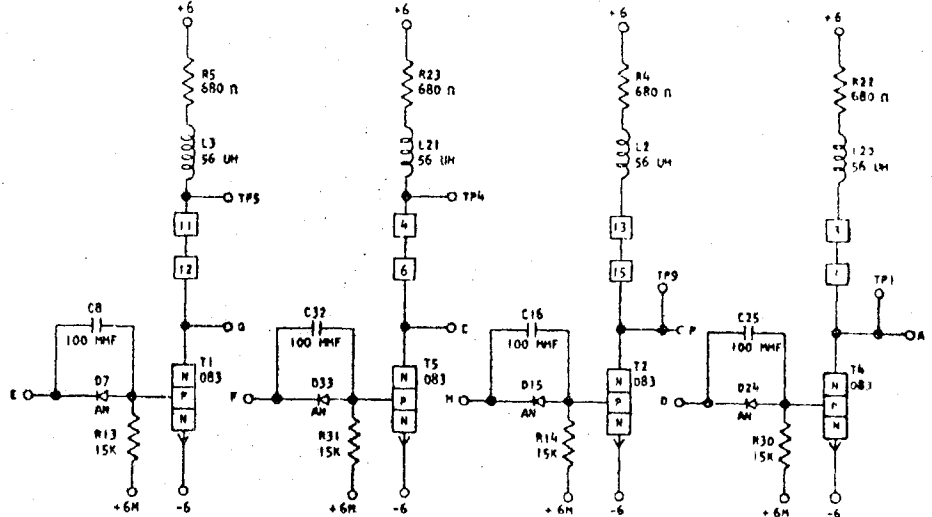 +6
+6
+6
+6
R5
680 Ω
R23
680 Ω
R4
680 Ω
R22
680 Ω
L3
56 UH
L21
56 UH
L2
56 UH
L23
56 UH
TP5
TP4
11
4
13
3
12
6
15
TP9
TP1
C8
100 MMF
G
C32
100 MMF
C
C16
100 MMF
P
C25
100 MMF
A
T1
083
T5
083
T2
083
T4
083
E
D7
AN
N
P
N
F
D33
AN
N
P
N
H
D15
AN
N
P
N
D
D24
AN
N
P
N
R13
15K
R31
15K
R14
15K
R30
15K
+6M
-6
+6M
-6
+6M
-6
+6M
-6